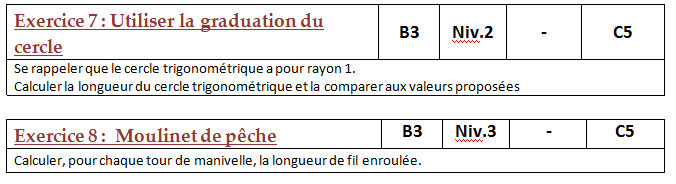 Exercice 7 : Utiliser la graduation du cercle B3 Niv.2 - C5
Se rappeler que le cercle trigonométrique a pour rayon 1.
Calculer la longueur du cercle trigonométrique et la comparer aux valeurs proposées
Exercice 8 : Moulinet de pêche B3 Niv.3 - C5
Calculer, pour chaque tour de manivelle, la longueur de fil enroulée.